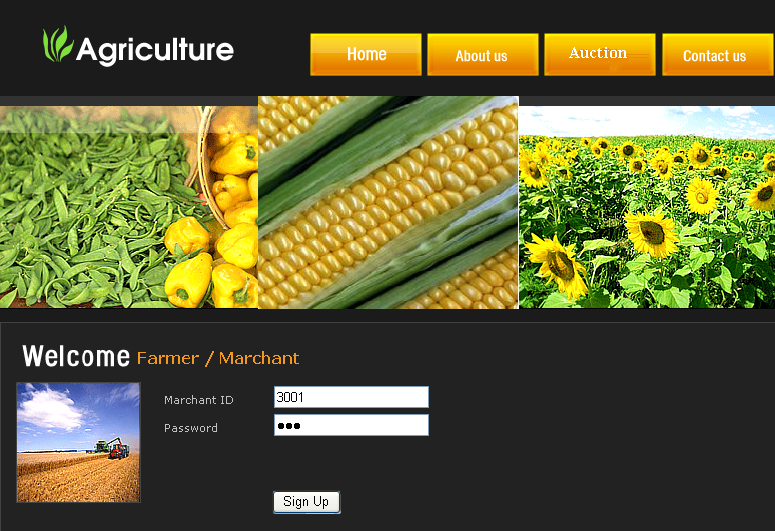 Agriculture
Home
About us
Auction
Contact us
Welcome Farmer / Marchant
Marchant ID
3001
Password
●●●
Sign Up